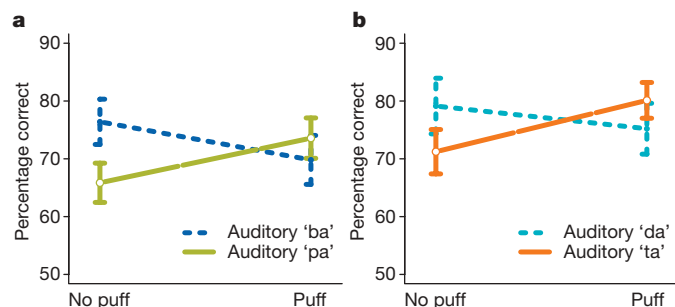 a
Percentage correct
90
80
70
60
50
Auditory ‘ba’
Auditory ‘pa’
No puff
Puff
b
Percentage correct
90
80
70
60
50
Auditory ‘da’
Auditory ‘ta’
No puff
Puff